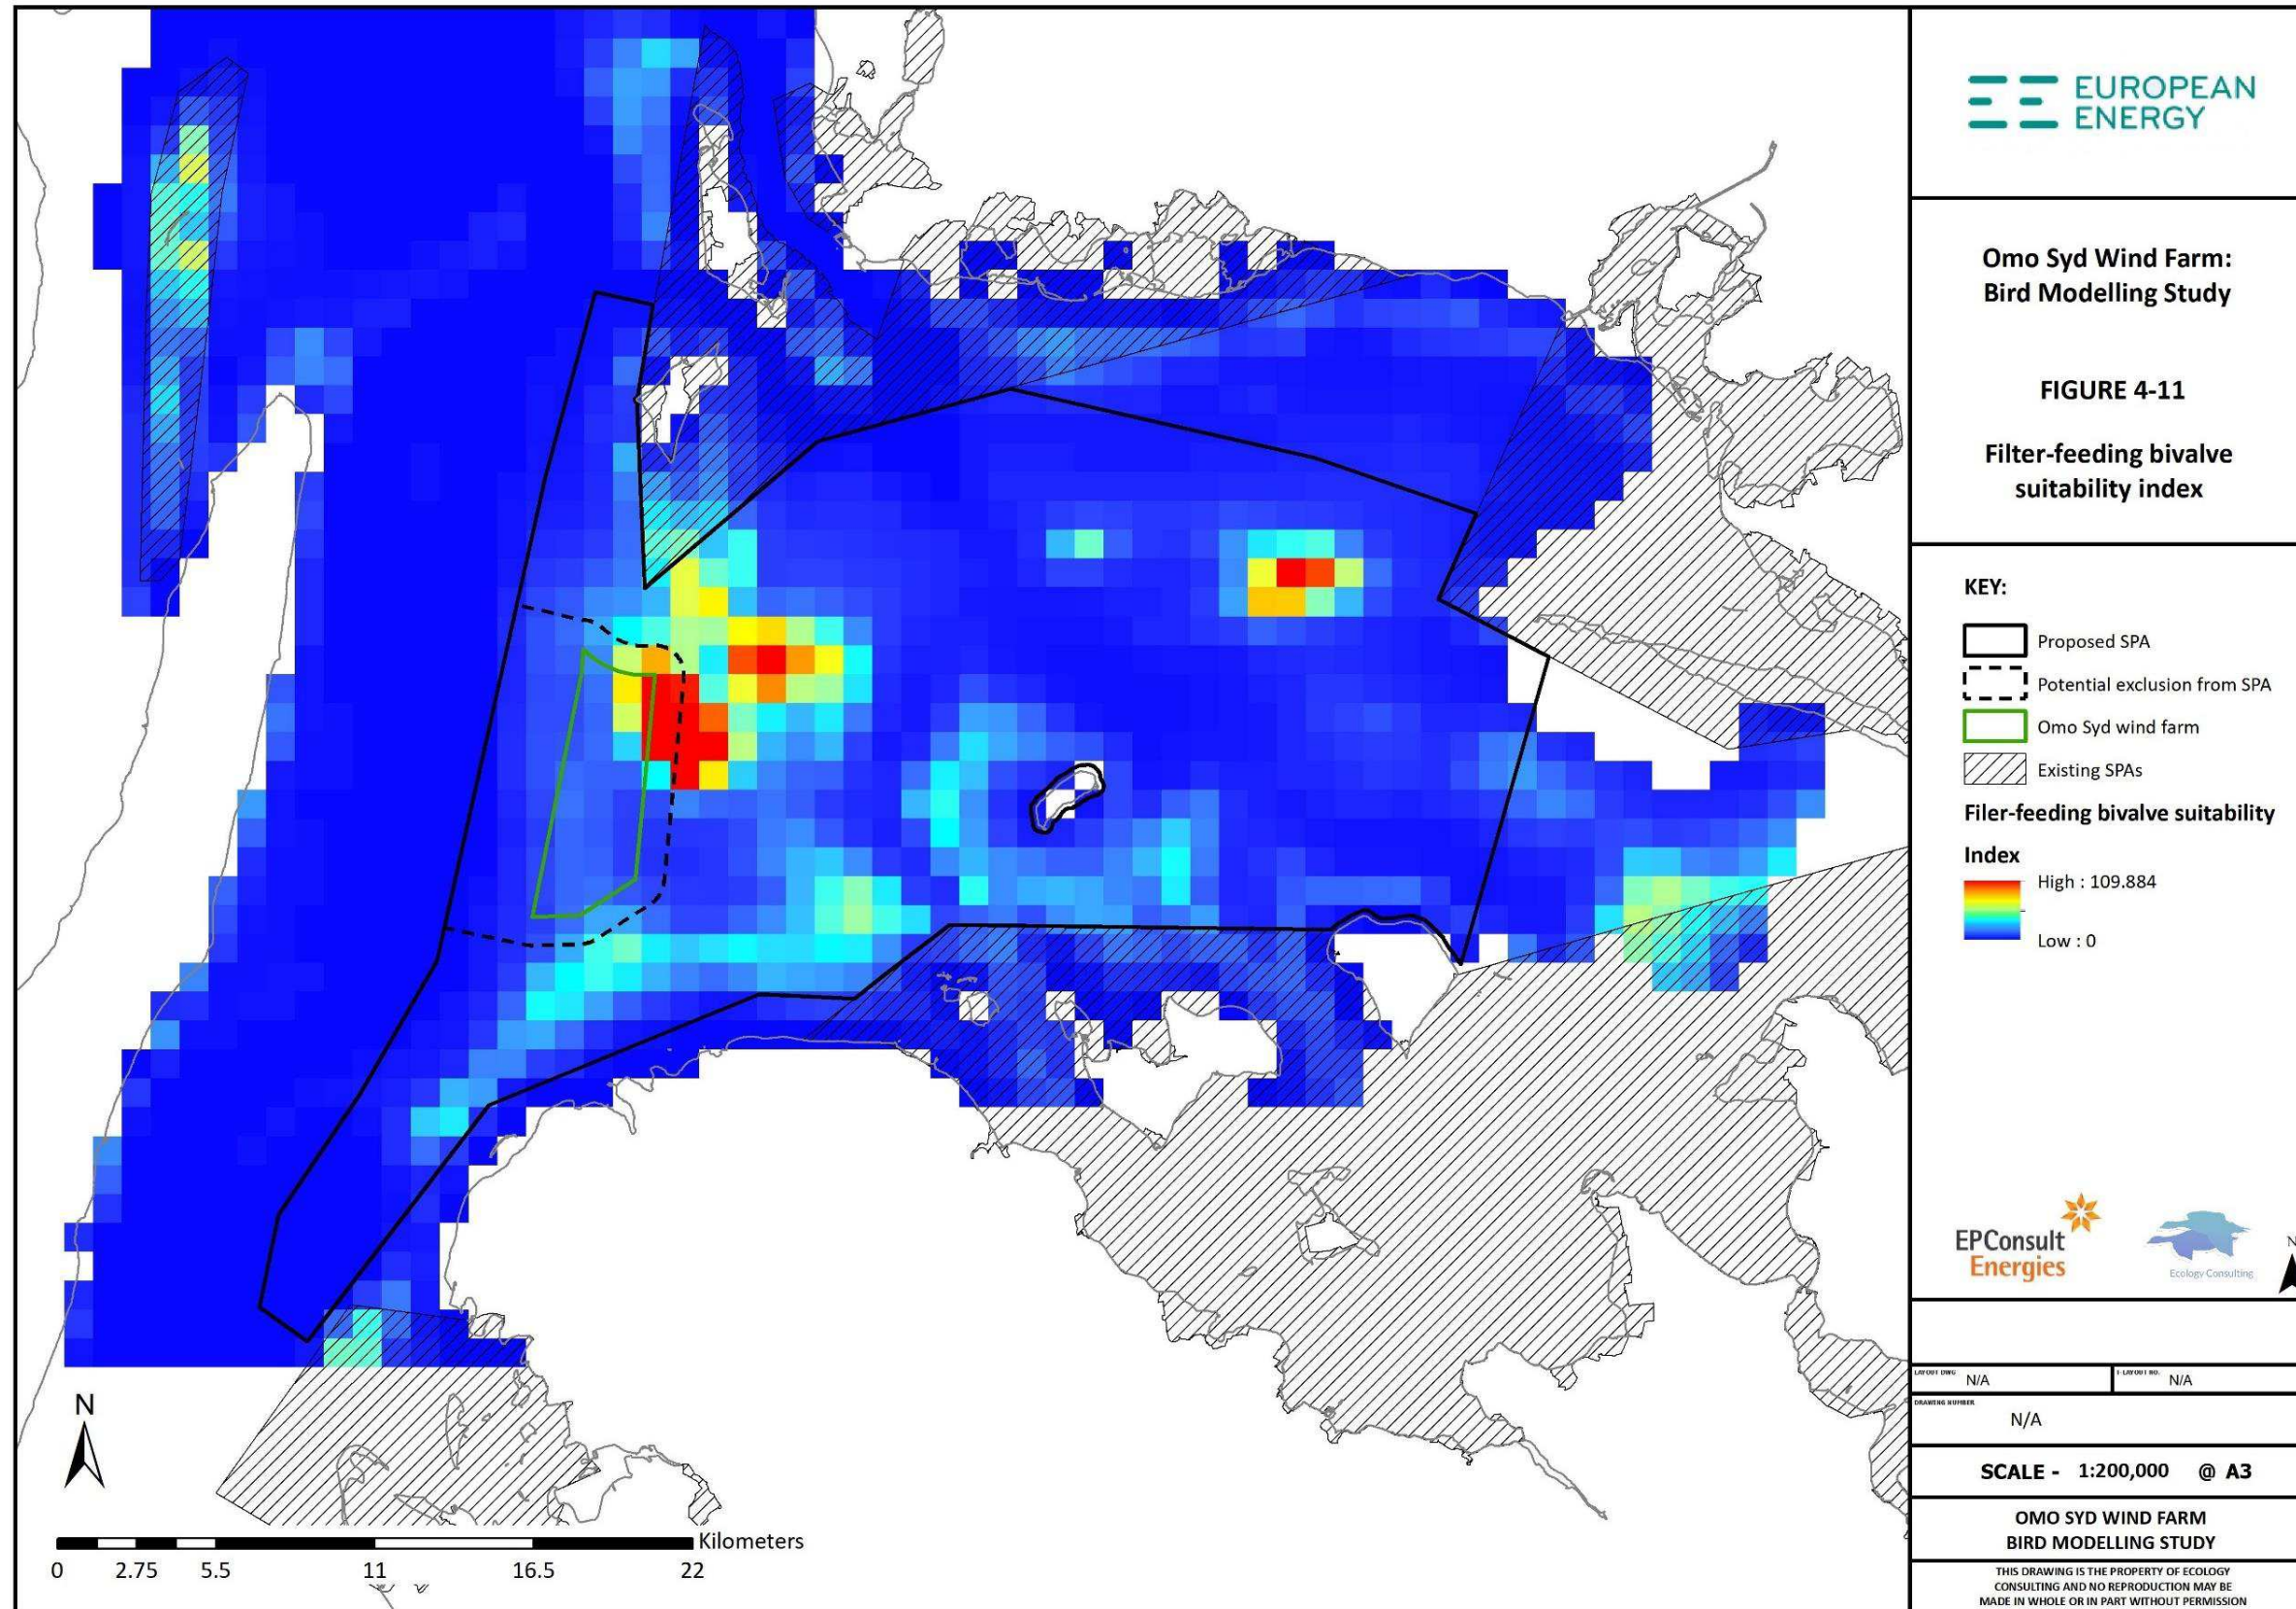 EUROPEAN
ENERGY
Omo Syd Wind Farm:
Bird Modelling Study
FIGURE 4-11
Filter-feeding bivalve
suitability index
KEY:
Proposed SPA
Potential exclusion from SPA
Omo Syd wind farm
Existing SPAs
Filer-feeding bivalve suitability
Index
High : 109.884
Low : 0
EPConsult
Energies
Ecology Consulting
N
LAYOUT DWG N/A
N/A
DRAWING NUMBER
N/A
SCALE - 1:200,000 @ A3
OMO SYD WIND FARM
BIRD MODELLING STUDY
THIS DRAWING IS THE PROPERTY OF ECOLOGY
CONSULTING AND NO REPRODUCTION MAY BE
MADE IN WHOLE OR IN PART WITHOUT PERMISSION
N
Kilometers
0 2.75 5.5 11 16.5 22